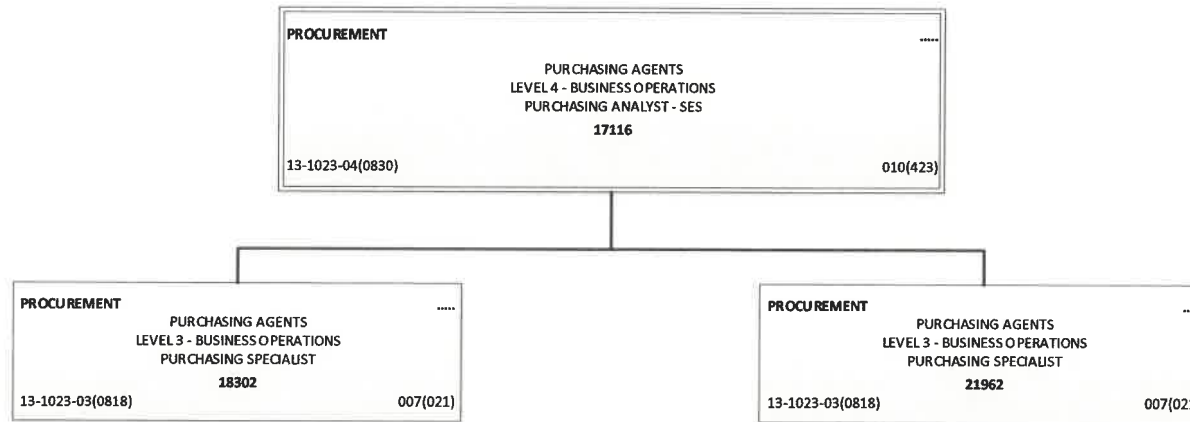 PROCUREMENT .....
PURCHASING AGENTS
LEVEL 4 - BUSINESS OPERATIONS
PURCHASING ANALYST - SES
17116
13-1023-04(0830) 010(423)
PROCUREMENT .....
PURCHASING AGENTS
LEVEL 3 - BUSINESS OPERATIONS
PURCHASING SPECIALIST
18302
13-1023-03(0818) 007(021)
PROCUREMENT ...
PURCHASING AGENTS
LEVEL 3 - BUSINESS OPERATIONS
PURCHASING SPECIALIST
21962
13-1023-03(0818) 007(02